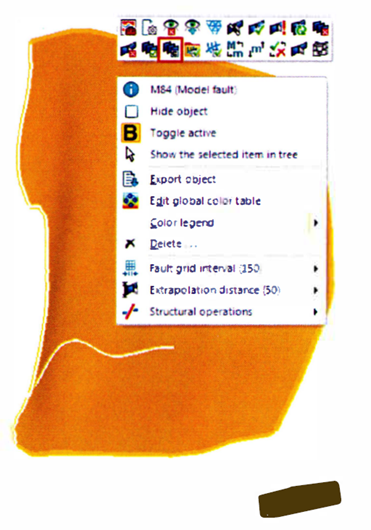 M84 (Model fault)
Hide object
Toggle active
Show the selected item in tree
Export object
Edit global color table
Color legend
Delete ...
Fault grid interval (150)
Extrapolation distance (50)
Structural operations